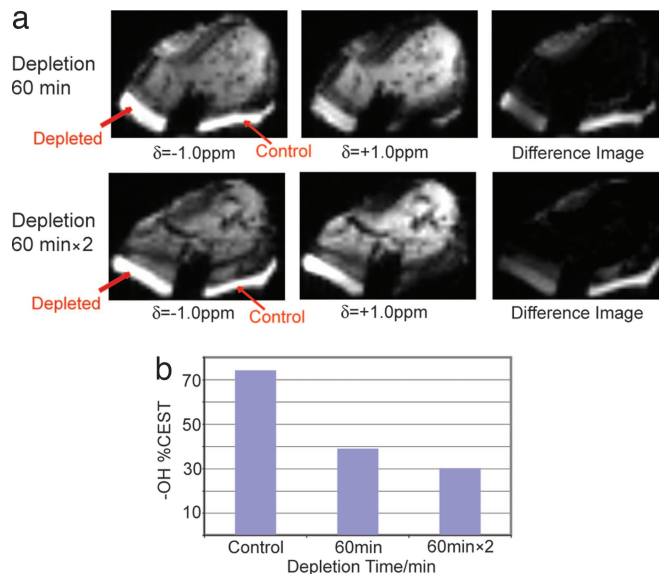 a
Depletion
60 min
Depleted
Control
δ=-1.0ppm
δ=+1.0ppm
Difference Image
Depletion
60 min×2
Depleted
Control
δ=-1.0ppm
δ=+1.0ppm
Difference Image
b
-OH %CEST
70
50
30
10
Control
60min
60min×2
Depletion Time/min